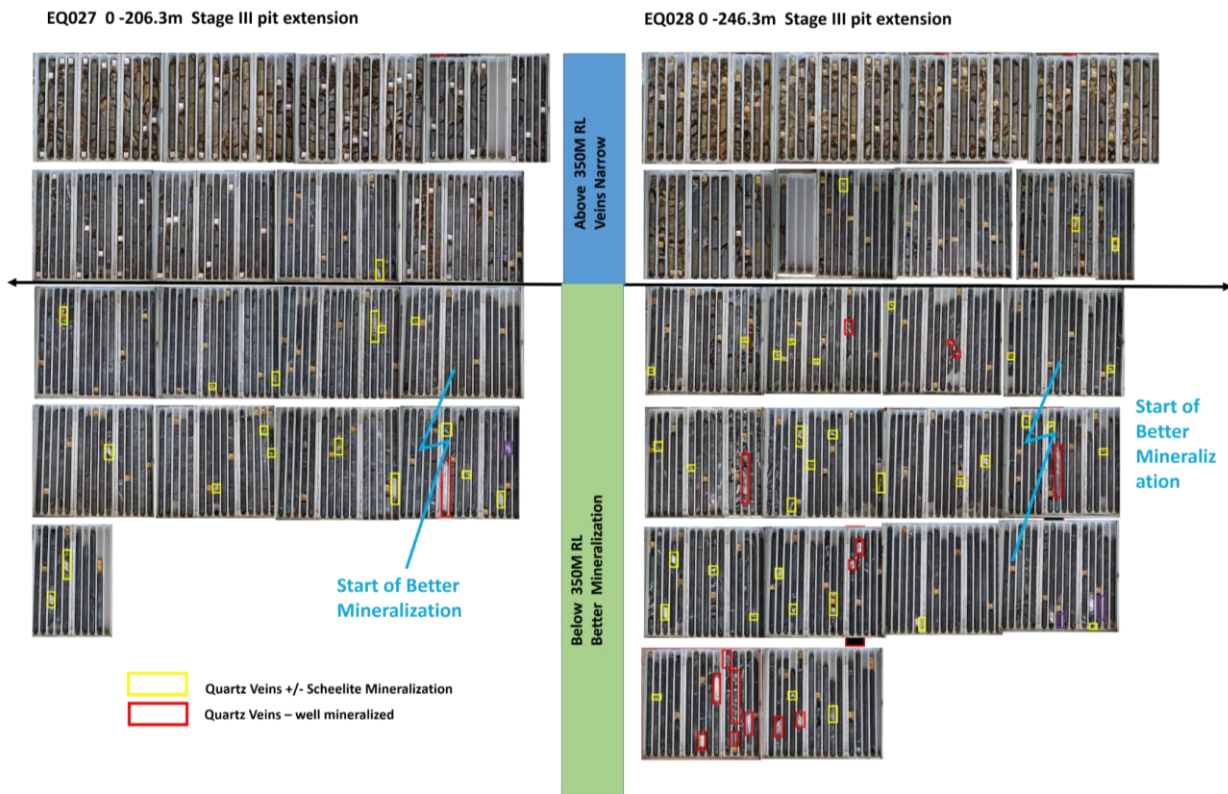 EQ027  0 -206.3m  Stage III pit extension
EQ028 0 -246.3m  Stage III pit extension
Above  350M RL
Veins Narrow
Below  350M RL
Better  Mineralization
Start of Better
Mineralization
Start of
Better
Mineraliz
ation
Quartz Veins +/- Scheelite Mineralization
Quartz Veins – well mineralized